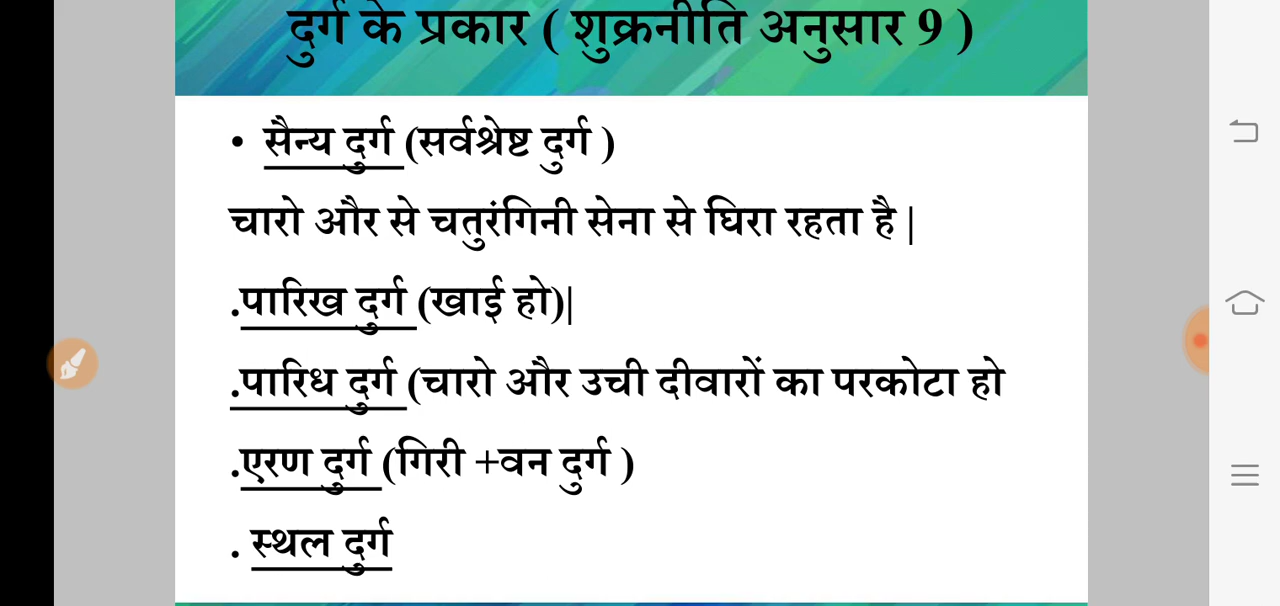 दुर्ग के प्रकार ( शुक्रनीति अनुसार 9 )
• सैन्य दुर्ग (सर्वश्रेष्ट दुर्ग )
चारो और से चतुरंगिनी सेना से घिरा रहता है |
.पारिख दुर्ग (खाई हो)|
.पारिध दुर्ग (चारो और उची दीवारों का परकोटा हो
.एरण दुर्ग (गिरी +वन दुर्ग )
. स्थल दुर्ग